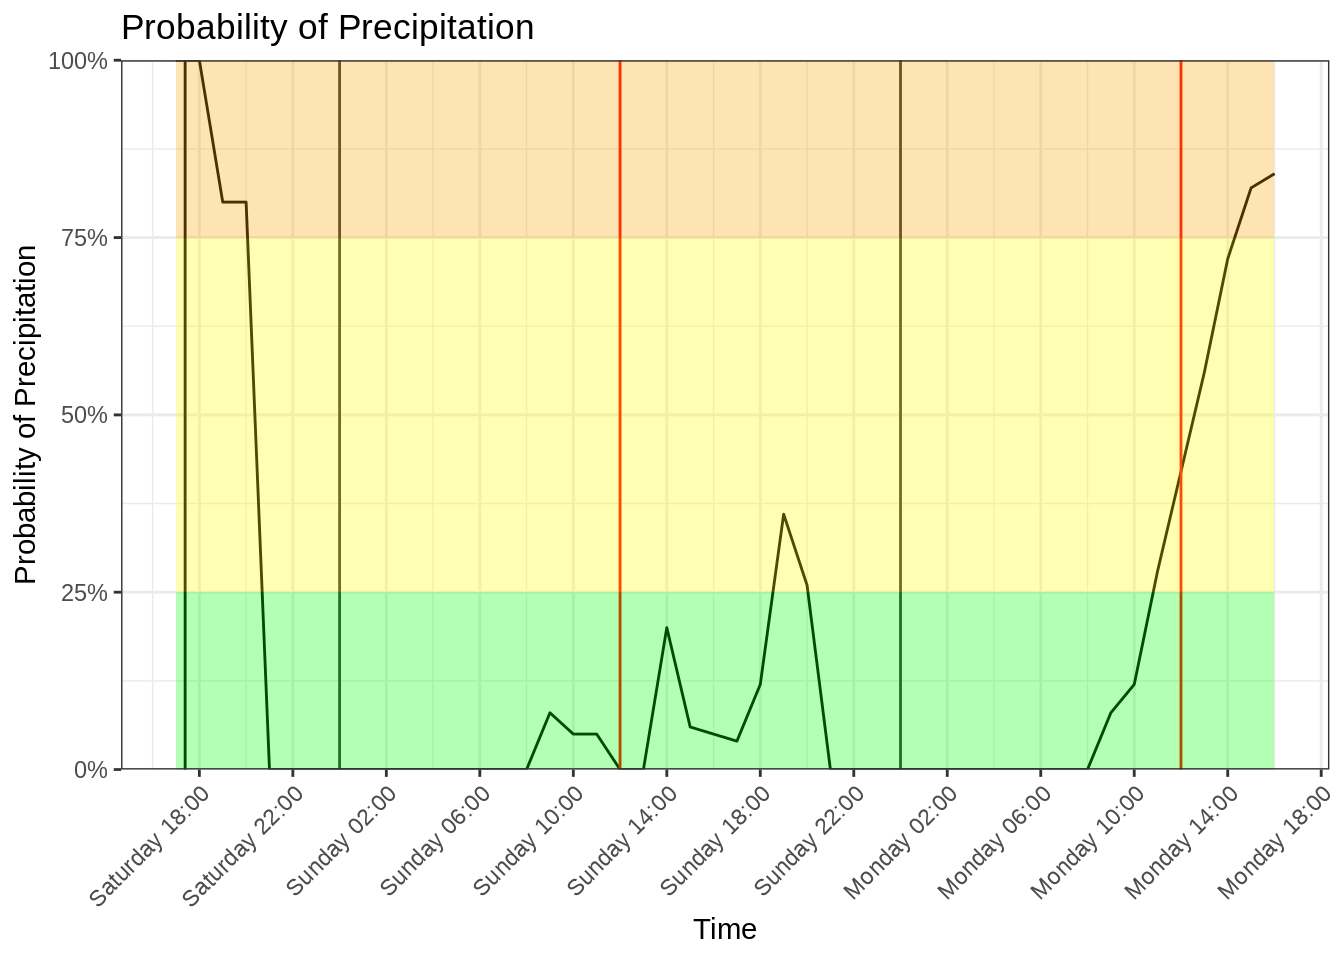 Probability of Precipitation
Probability of Precipitation
100%
75%
50%
25%
0%
Saturday 18:00
Saturday 22:00
Sunday 02:00
Sunday 06:00
Sunday 10:00
Sunday 14:00
Sunday 18:00
Sunday 22:00
Monday 02:00
Monday 06:00
Monday 10:00
Monday 14:00
Monday 18:00
Time